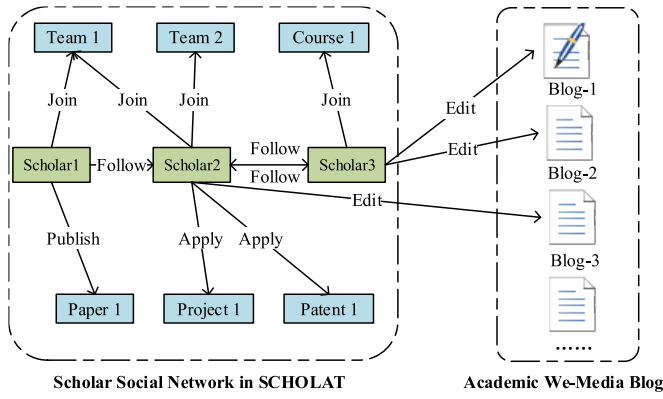 Team 1
Team 2
Course 1
Blog-1
Join
Join
Join
Join
Edit
Edit
Blog-2
Scholar1
Follow
Scholar2
Follow
Follow
Scholar3
Edit
Publish
Apply
Apply
Blog-3
Paper 1
Project 1
Patent 1
......
Scholar Social Network in SCHOLAT
Academic We-Media Blog